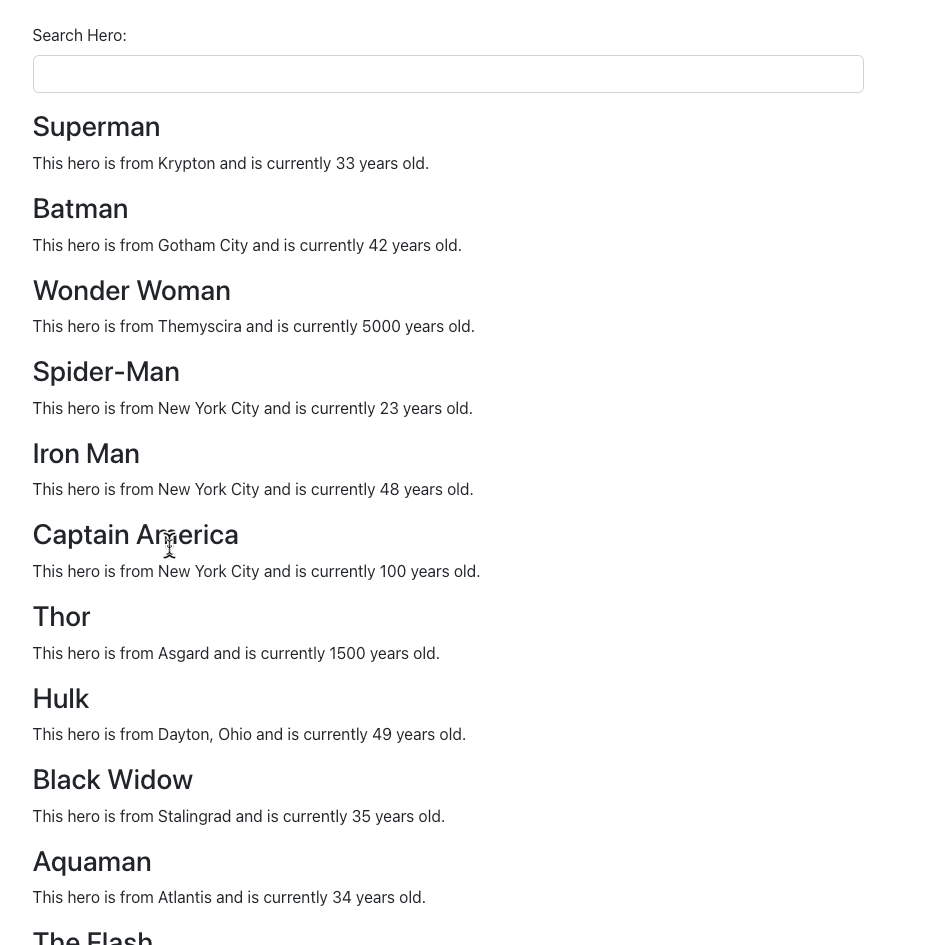 Search Hero:
Superman
This hero is from Krypton and is currently 33 years old.
Batman
This hero is from Gotham City and is currently 42 years old.
Wonder Woman
This hero is from Themyscira and is currently 5000 years old.
Spider-Man
This hero is from New York City and is currently 23 years old.
Iron Man
This hero is from New York City and is currently 48 years old.
Captain America
This hero is from New York City and is currently 100 years old.
Thor
This hero is from Asgard and is currently 1500 years old.
Hulk
This hero is from Dayton, Ohio and is currently 49 years old.
Black Widow
This hero is from Stalingrad and is currently 35 years old.
Aquaman
This hero is from Atlantis and is currently 34 years old.
The Flash